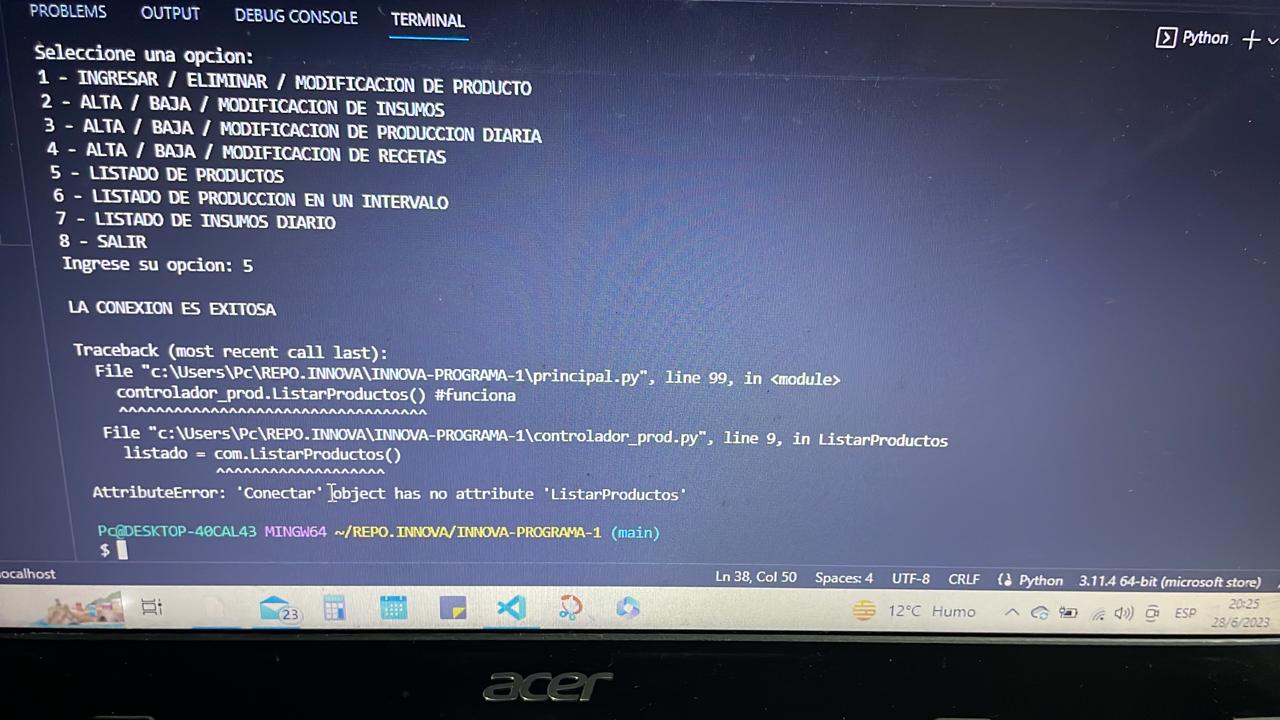 PROBLEMS OUTPUT DEBUG CONSOLE TERMINAL
Python
Seleccione una opcion:
1 - INGRESAR / ELIMINAR / MODIFICACION DE PRODUCTO
2 - ALTA / BAJA / MODIFICACION DE INSUMOS
3 - ALTA / BAJA / MODIFICACION DE PRODUCCION DIARIA
4 - ALTA / BAJA / MODIFICACION DE RECETAS
5 - LISTADO DE PRODUCTOS
6 - LISTADO DE PRODUCCION EN UN INTERVALO
7 - LISTADO DE INSUMOS DIARIO
8 - SALIR
Ingrese su opcion: 5
LA CONEXION ES EXITOSA
Traceback (most recent call last):
File "c:\Users\Pc\REPO.INNOVA\INNOVA-PROGRAMA-1\principal.py", line 99, in <module>
controlador_prod.ListarProductos() #funciona
^^^^^^^^^^^^^^^^^^^^^^^^^^^^^^^^^^
File "c:\Users\Pc\REPO.INNOVA\INNOVA-PROGRAMA-1\controlador_prod.py", line 9, in ListarProductos
listado = com.ListarProductos()
^^^^^^^^^^^^^^^^^^^
AttributeError: 'Conectar' object has no attribute 'ListarProductos'
Pc@DESKTOP-40CAL43 MINGW64 ~/REPO.INNOVA/INNOVA-PROGRAMA-1 (main)
$
ocalhost Ln 38, Col 50 Spaces: 4 UTF-8 CRLF Python 3.11.4 64-bit (microsoft store)
23 12°C Humo ESP 20:25
28/6/2023
acer